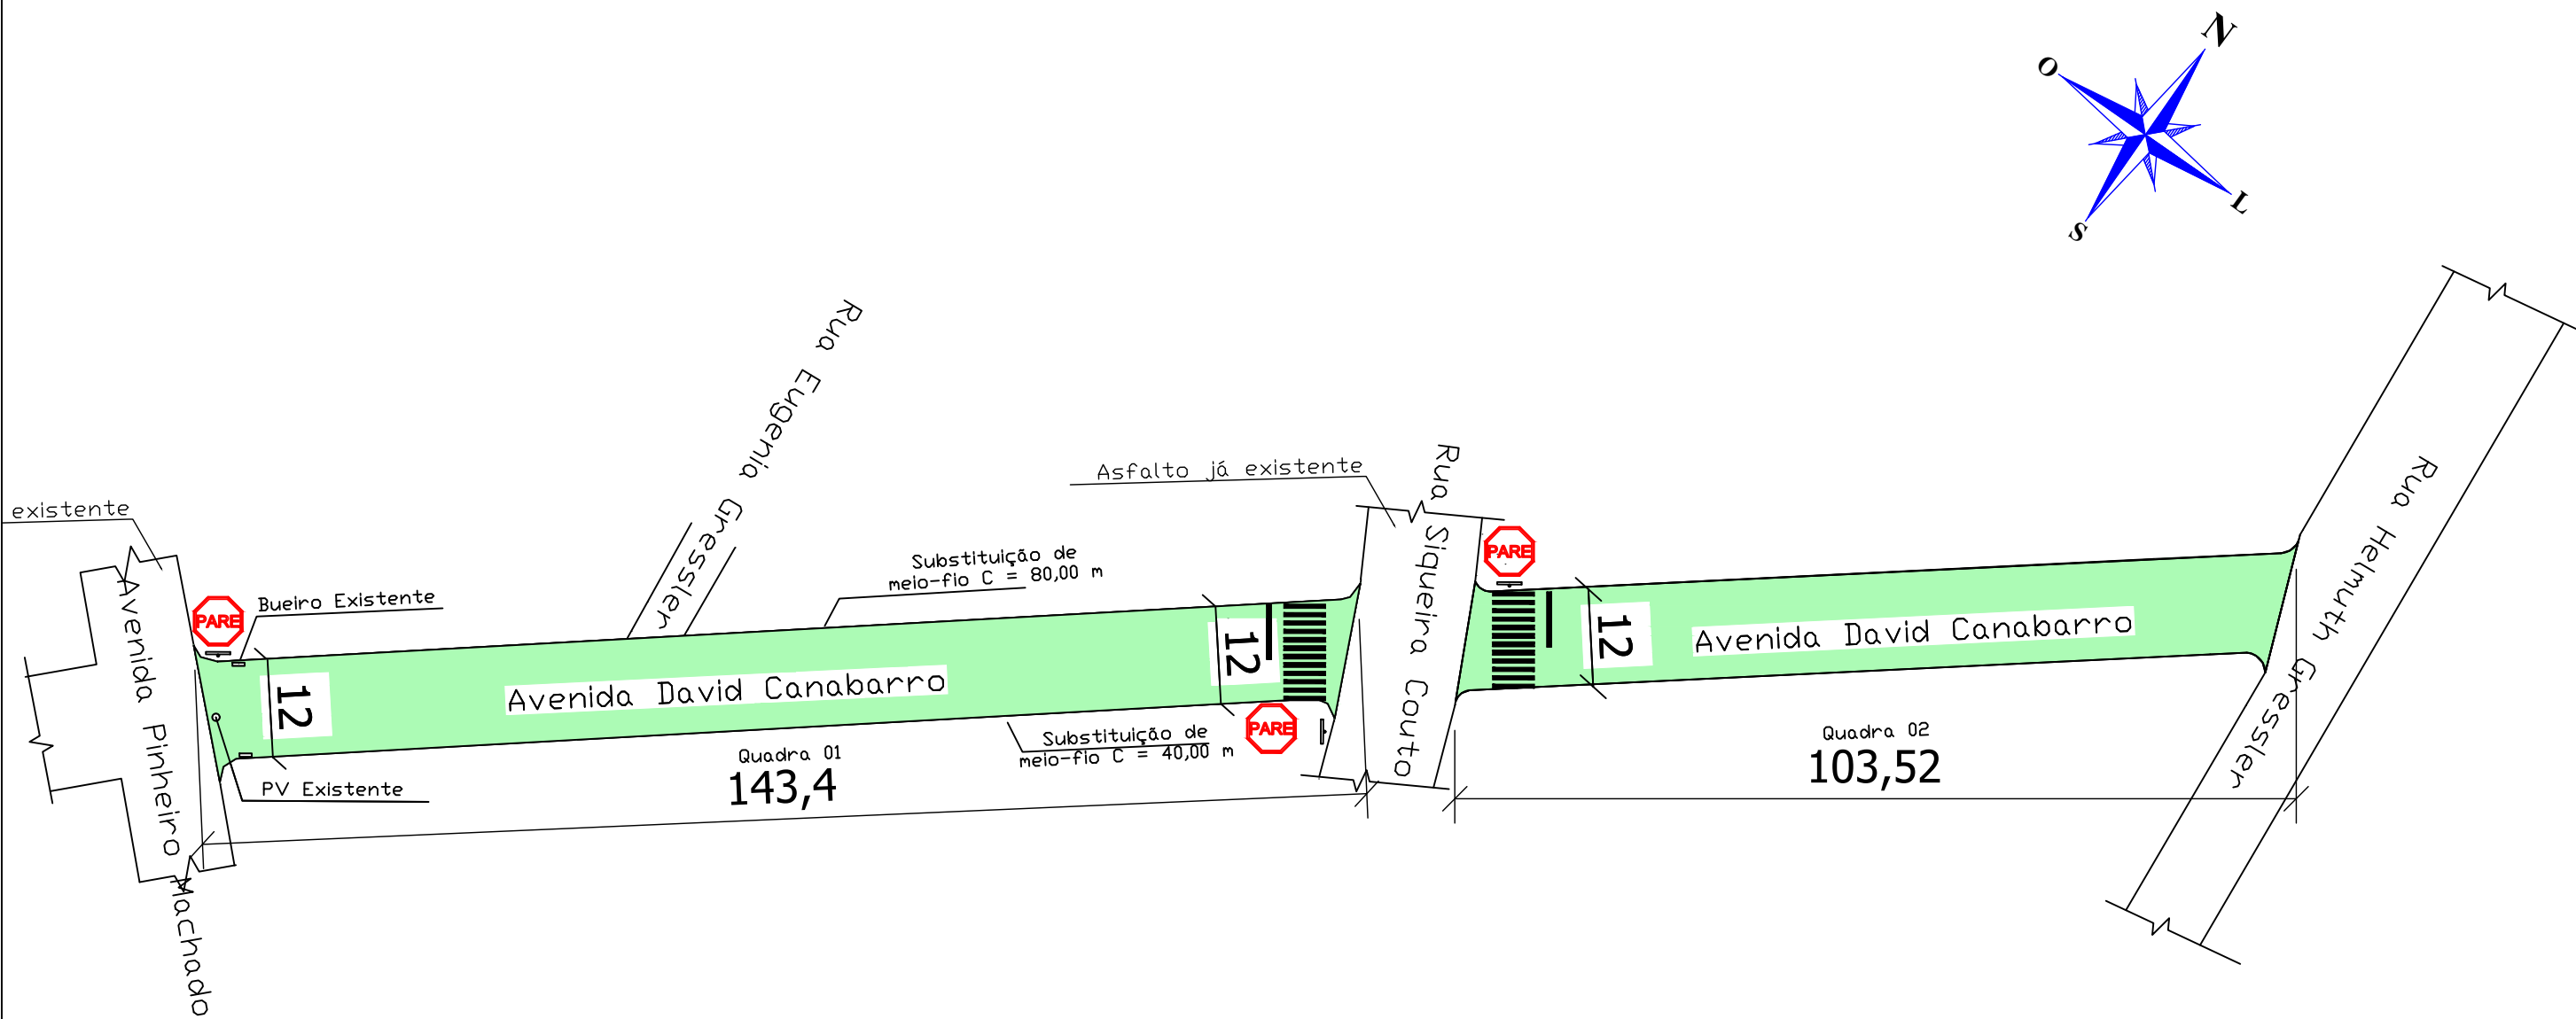 N
O
L
S
Rua Eugenia Gressler
Asfalto já existente
Rua Siqueira Couto
Rua Helmuth Gressler
existente
Avenida Pinheiro Machado
PARE
Bueiro Existente
Substituição de
meio-fio C = 80,00 m
PARE
12
Avenida David Canabarro
12
12
Avenida David Canabarro
PARE
Substituição de
meio-fio C = 40,00 m
PV Existente
Quadra 01
143,4
Quadra 02
103,52